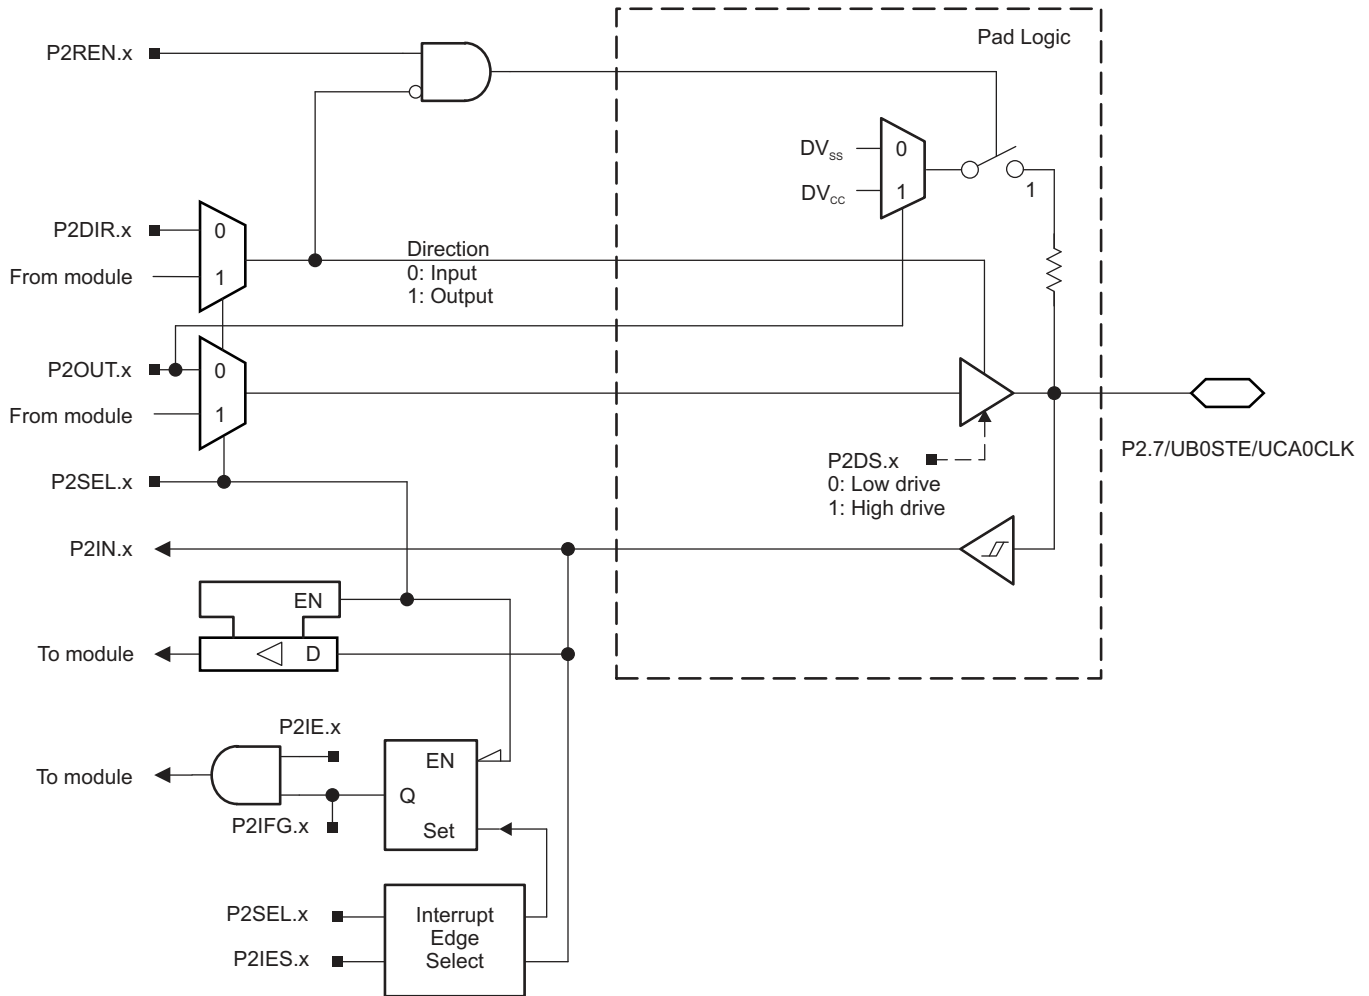 Pad Logic
P2REN.x
DVSS
0
DVCC
1
1
P2DIR.x
0
From module
1
Direction
0: Input
1: Output
P2OUT.x
0
From module
1
P2SEL.x
P2DS.x
0: Low drive
1: High drive
P2.7/UB0STE/UCA0CLK
P2IN.x
EN
To module
D
P2IE.x
EN
To module
Q
P2IFG.x
Set
P2SEL.x
Interrupt
Edge
Select
P2IES.x